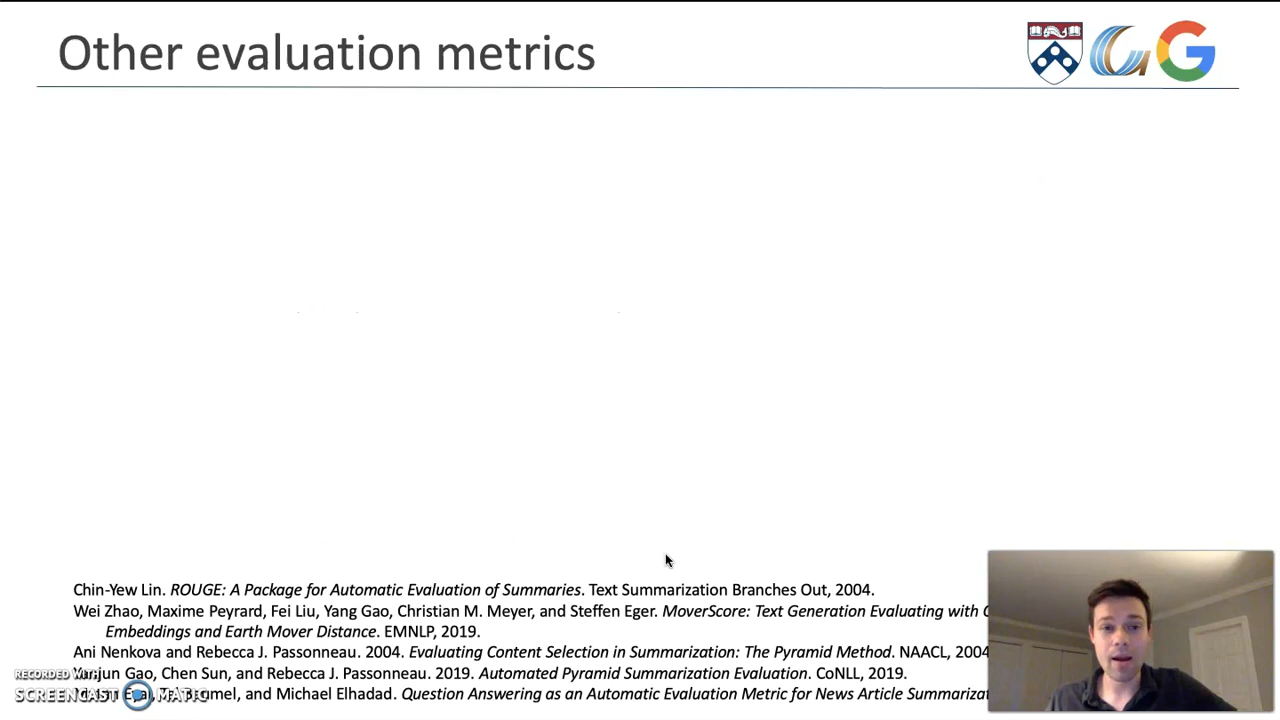 Other evaluation metrics
Chin-Yew Lin. ROUGE: A Package for Automatic Evaluation of Summaries. Text Summarization Branches Out, 2004.
Wei Zhao, Maxime Peyrard, Fei Liu, Yang Gao, Christian M. Meyer, and Steffen Eger. MoverScore: Text Generation Evaluating with
Embeddings and Earth Mover Distance. EMNLP, 2019.
Ani Nenkova and Rebecca J. Passonneau. 2004. Evaluating Content Selection in Summarization: The Pyramid Method. NAACL, 2004
Gao, Chen Sun, and Rebecca J. Passonneau. 2019. Automated Pyramid Summarization Evaluation. CoNLL, 2019.
RECORDED WITH
and Michael Elhadad. Question Answering as an Automatic Evaluation Metric for News Article
SCREENCAST MATIC